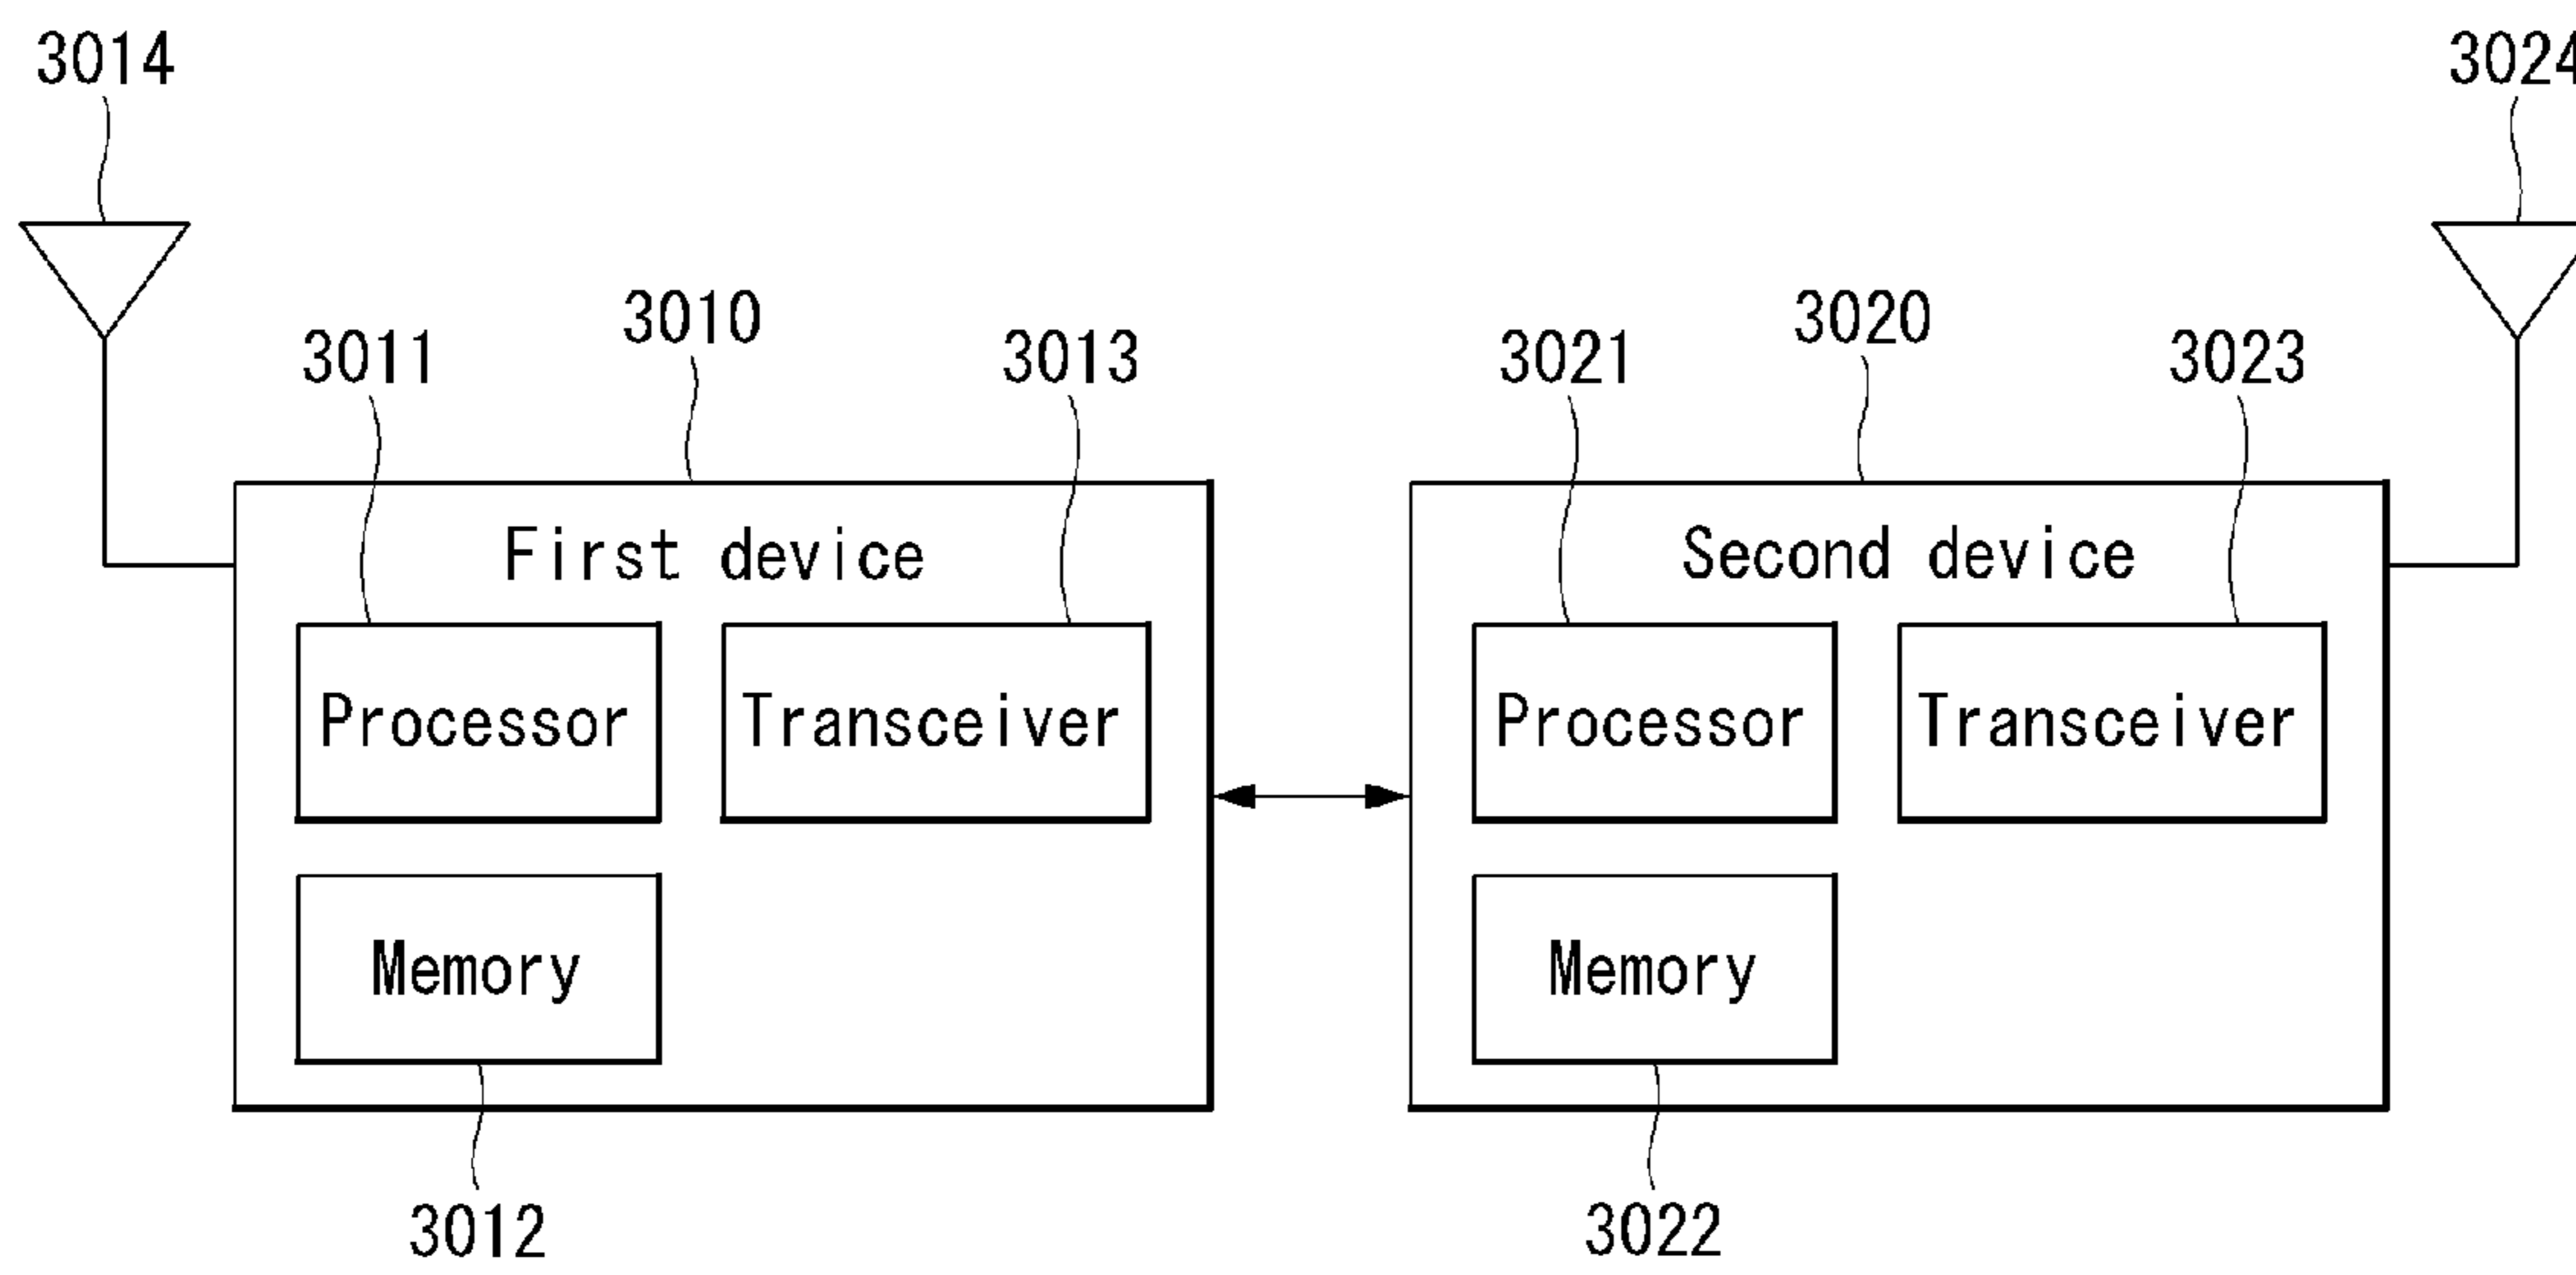 3014
3024
3010
3020
3011
3013
3021
3023
First device
Second device
Processor
Transceiver
Processor
Transceiver
Memory
Memory
3012
3022